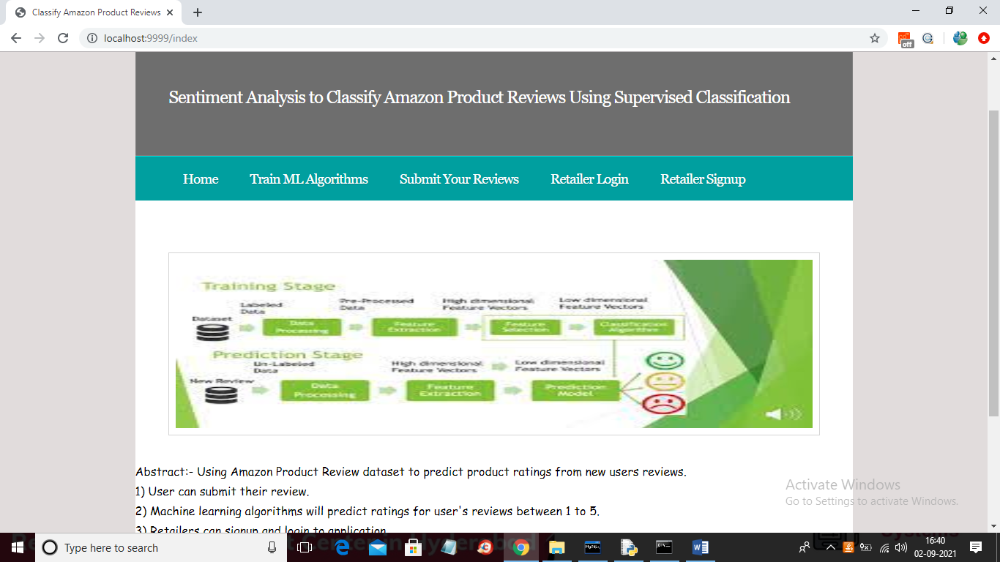 Classify Amazon Product Reviews
localhost:9999/index
off
Sentiment Analysis to Classify Amazon Product Reviews Using Supervised Classification
Home Train ML Algorithms Submit Your Reviews Retailer Login Retailer Signup
Training Stage
Labeled Data
Pre-Processed Data
High dimensional Feature Vectors
Low dimensional Feature Vectors
Dataset
Data Processing
Feature Extraction
Feature Selection
Classification Algorithm
Prediction Stage
Un-Labeled Data
High dimensional Feature Vectors
Low dimensional Feature Vectors
New Review
Data Processing
Feature Extraction
Prediction Model
Abstract:- Using Amazon Product Review dataset to predict product ratings from new users reviews.
1) User can submit their review.
2) Machine learning algorithms will predict ratings for user's reviews between 1 to 5.
3) Retailers can signup and login to application
Activate Windows
Go to Settings to activate Windows.
Type here to search
Center in Hyderabad
Systems
16:40
02-09-2021